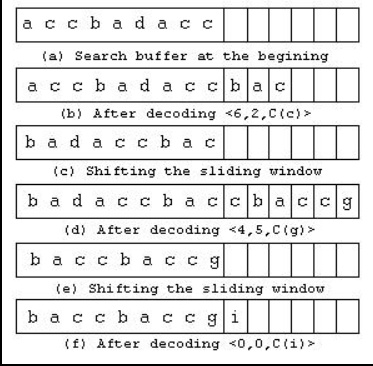 a c c b a d a c c
(a) Search buffer at the begining
a c c b a d a c c b a c
(b) After decoding <6,2,C(c)>
b a d a c c b a c
(c) Shifting the sliding window
b a d a c c b a c c b a c c g
(d) After decoding <4,5,C(g)>
b a c c b a c c g
(e) Shifting the sliding window
b a c c b a c c g i
(f) After decoding <0,0,C(i)>